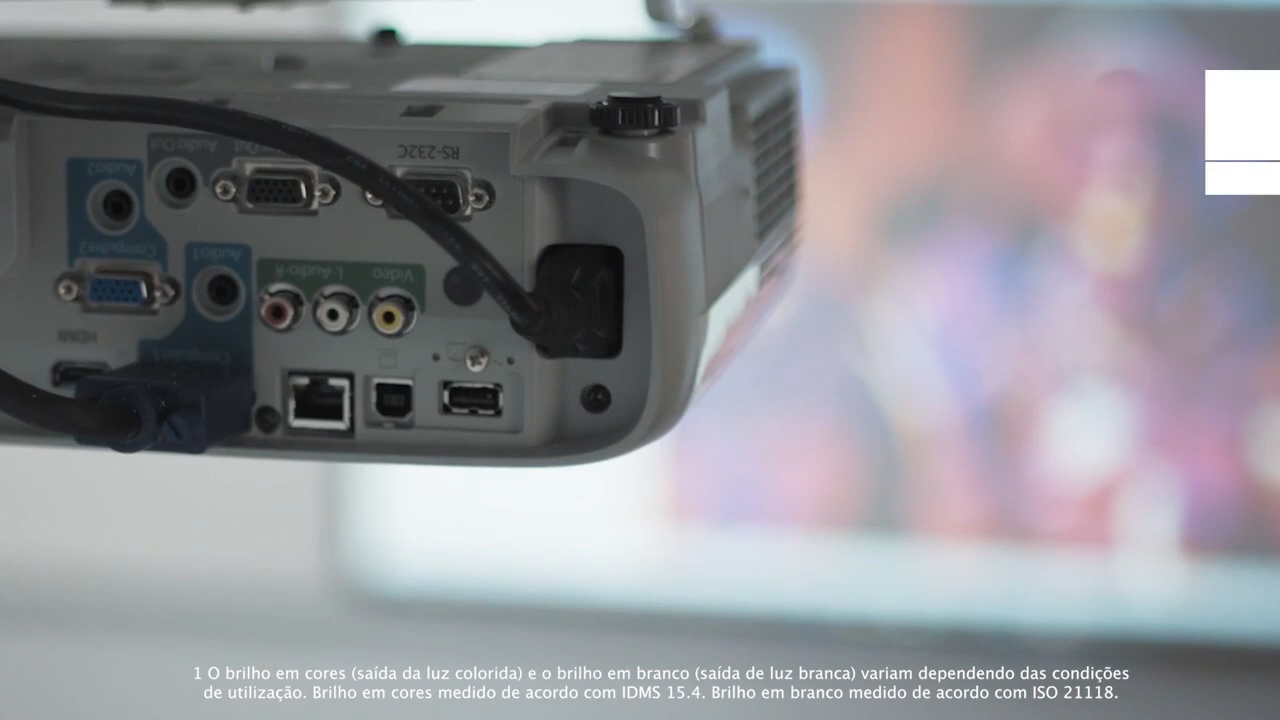 Audio Out
RS-232C
Audio2
Computer2
Audio1
L-Audio-R
Video
HDMI
Computer1
1 O brilho em cores (saída da luz colorida) e o brilho em branco (saída de luz branca) variam dependendo das condições
de utilização. Brilho em cores medido de acordo com IDMS 15.4. Brilho em branco medido de acordo com ISO 21118.